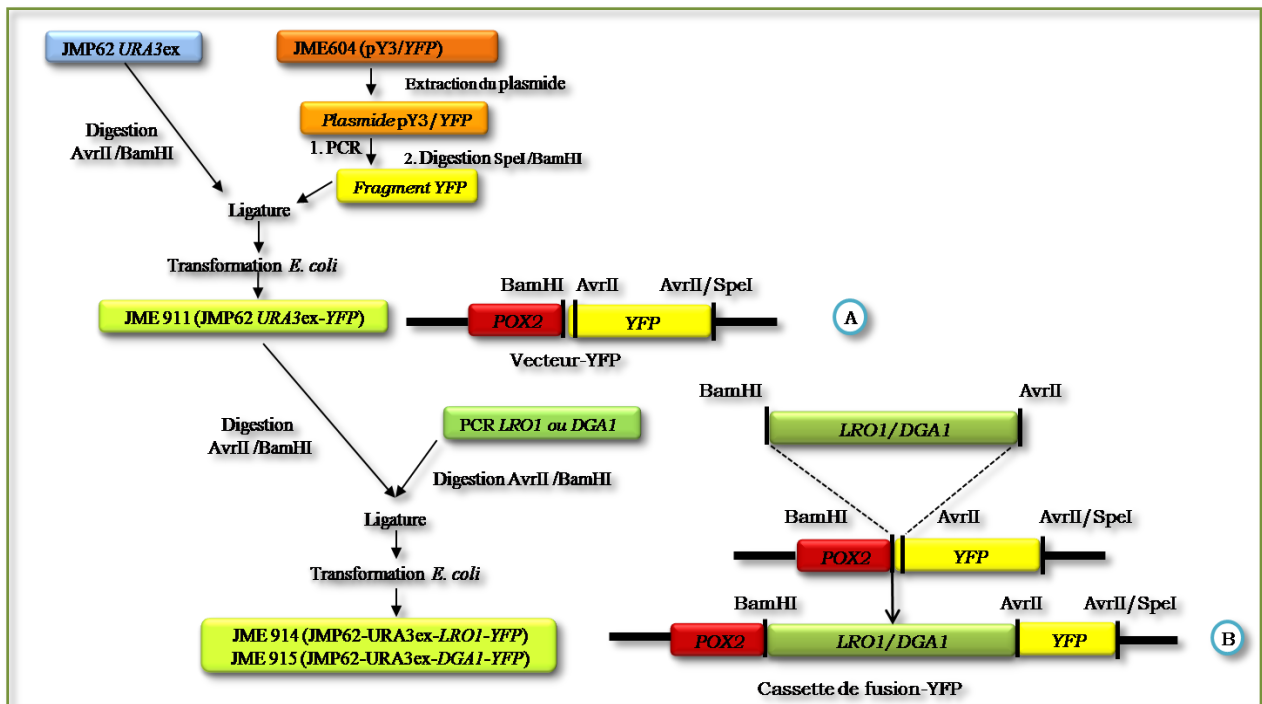 JMP62 URA3ex
JME604 (pY3/YFP)
Extraction du plasmide
Plasmide pY3/YFP
Digestion
AvrII /BamHI
1. PCR
2. Digestion SpeI/BamHI
Fragment YFP
Ligature
Transformation E. coli
JME 911 (JMP62 URA3ex-YFP)
BamHI
AvrII
AvrII/SpeI
POX2
YFP
Vecteur-YFP
A
Digestion
AvrII /BamHI
PCR LRO1 ou DGA1
Digestion AvrII /BamHI
Ligature
Transformation E. coli
JME 914 (JMP62-URA3ex-LRO1-YFP)
JME 915 (JMP62-URA3ex-DGA1-YFP)
BamHI
AvrII
LRO1/DGA1
BamHI
AvrII
AvrII/SpeI
POX2
YFP
BamHI
AvrII
AvrII/SpeI
POX2
LRO1/DGA1
YFP
B
Cassette de fusion-YFP